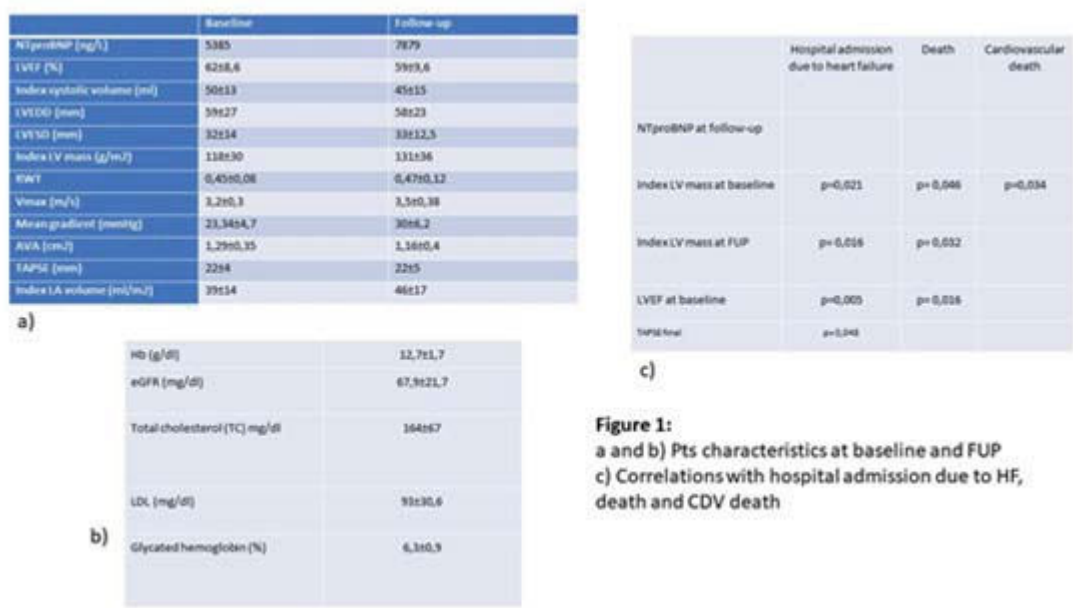 Baseline Follow-up
NTproBNP (ng/L) 5385 7879
LVEF (%) 62±8,6 59±9,6
Index systolic volume (ml) 50±13 45±15
LVEDD (mm) 59±27 58±23
LVESD (mm) 32±14 33±12,5
Index LV mass (g/m2) 118±30 131±36
RWT 0,45±0,08 0,47±0,12
Vmax (m/s) 3,2±0,3 3,5±0,38
Mean gradient (mmHg) 23,34±4,7 30±6,2
AVA (cm2) 1,29±0,35 1,16±0,4
TAPSE (mm) 22±4 22±5
Index LA volume (ml/m2) 39±14 46±17
a)
Hb (g/dl) 12,7±1,7
eGFR (mg/dl) 67,9±21,7
Total cholesterol (TC) mg/dl 164±67
LDL (mg/dl) 93±30,6
Glycated hemoglobin (%) 6,3±0,9
b)
Hospital admission Death Cardiovascular
due to heart failure death
NTproBNP at follow-up
Index LV mass at baseline p=0,021 p= 0,046 p=0,034
Index LV mass at FUP p= 0,016 p= 0,032
LVEF at baseline p=0,005 p= 0,016
TAPSE final p=0,048
c)
Figure 1:
a and b) Pts characteristics at baseline and FUP
c) Correlations with hospital admission due to HF,
death and CDV death